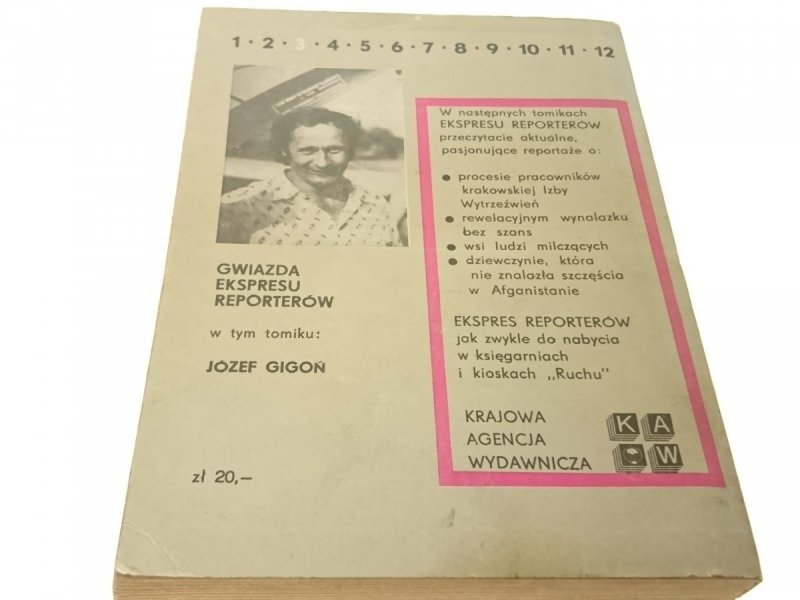 1 · 2 · 3 · 4 · 5 · 6 · 7 · 8 · 9 · 10 · 11 · 12
GWIAZDA
EKSPRESU
REPORTERÓW
w tym tomiku:
JÓZEF GIGOŃ
zł 20,—
W następnych tomikach
EKSPRESU REPORTERÓW
przeczytacie aktualne,
pasjonujące reportaże o:
● procesie pracowników
krakowskiej Izby
Wytrzeźwień
● rewelacyjnym wynalazku
bez szans
● wsi ludzi milczących
● dziewczynie, która
nie znalazła szczęścia
w Afganistanie
EKSPRES REPORTERÓW
jak zwykle do nabycia
w księgarniach
i kioskach „Ruchu"
KRAJOWA
AGENCJA
WYDAWNICZA
K A
W